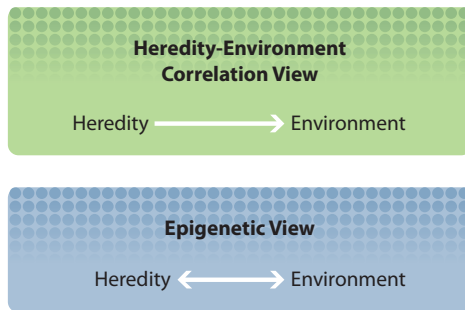 Heredity-Environment
Correlation View
Heredity Environment
Epigenetic View
Heredity Environment